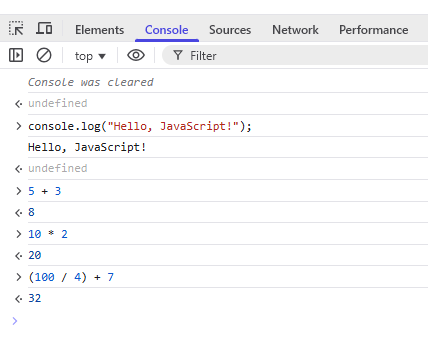 Elements Console Sources Network Performance
top Filter
Console was cleared
undefined
console.log("Hello, JavaScript!");
Hello, JavaScript!
undefined
5 + 3
8
10 * 2
20
(100 / 4) + 7
32